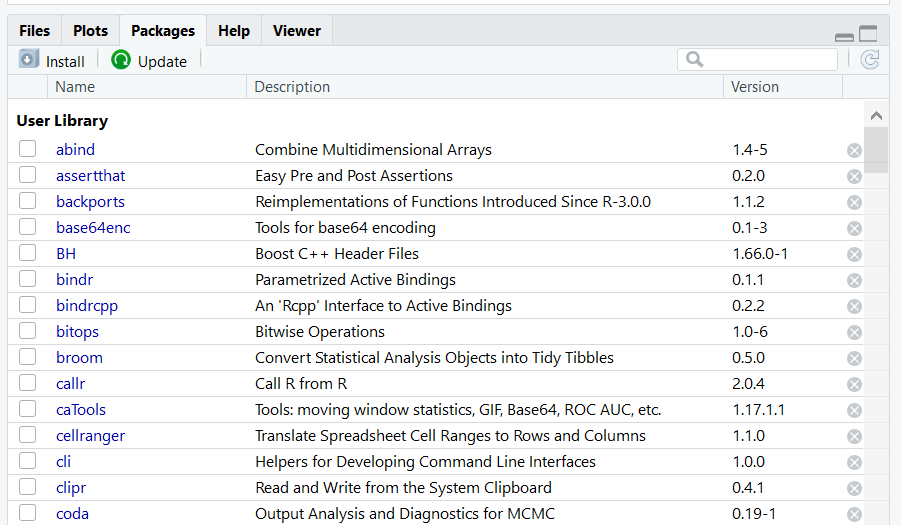 Files Plots Packages Help Viewer
Install Update
Name Description Version
User Library
abind Combine Multidimensional Arrays 1.4-5
assertthat Easy Pre and Post Assertions 0.2.0
backports Reimplementations of Functions Introduced Since R-3.0.0 1.1.2
base64enc Tools for base64 encoding 0.1-3
BH Boost C++ Header Files 1.66.0-1
bindr Parametrized Active Bindings 0.1.1
bindrcpp An 'Rcpp' Interface to Active Bindings 0.2.2
bitops Bitwise Operations 1.0-6
broom Convert Statistical Analysis Objects into Tidy Tibbles 0.5.0
callr Call R from R 2.0.4
caTools Tools: moving window statistics, GIF, Base64, ROC AUC, etc. 1.17.1.1
cellranger Translate Spreadsheet Cell Ranges to Rows and Columns 1.1.0
cli Helpers for Developing Command Line Interfaces 1.0.0
clipr Read and Write from the System Clipboard 0.4.1
coda Output Analysis and Diagnostics for MCMC 0.19-1